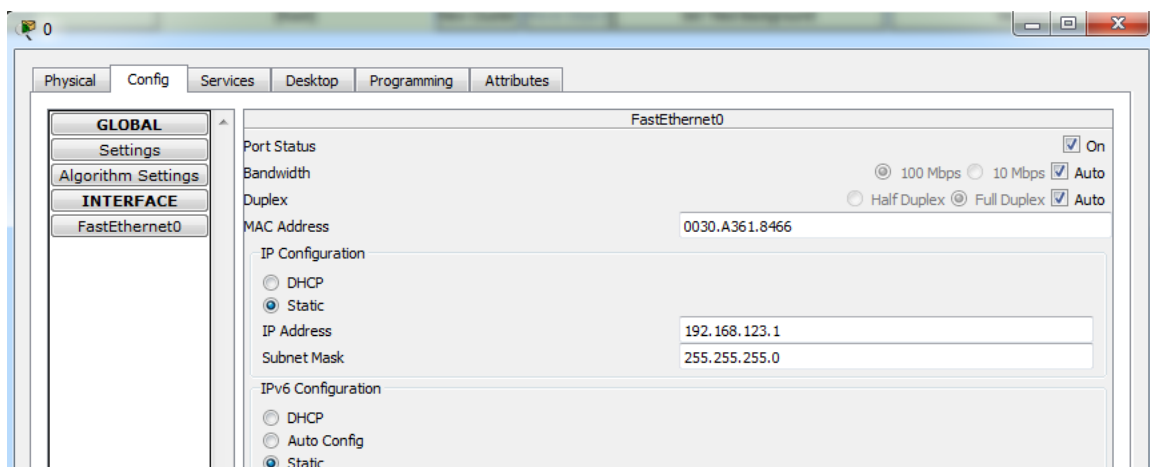 0
Physical Config Services Desktop Programming Attributes
GLOBAL
Settings
Algorithm Settings
INTERFACE
FastEthernet0
FastEthernet0
Port Status On
Bandwidth 100 Mbps 10 Mbps Auto
Duplex Half Duplex Full Duplex Auto
MAC Address 0030.A361.8466
IP Configuration
DHCP
Static
IP Address 192.168.123.1
Subnet Mask 255.255.255.0
IPv6 Configuration
DHCP
Auto Config
Static